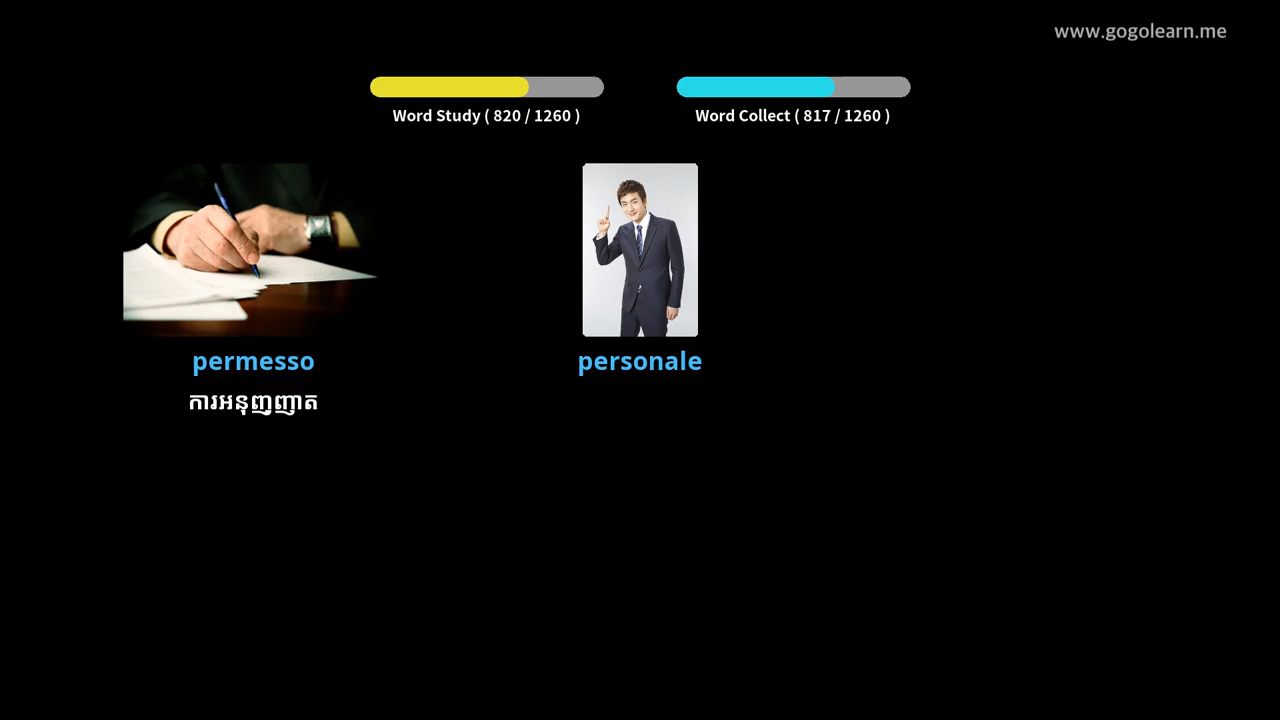 www.gogolearn.me
Word Study ( 820 / 1260 )
Word Collect ( 817 / 1260 )
permesso
personale
ការអនុញ្ញាត